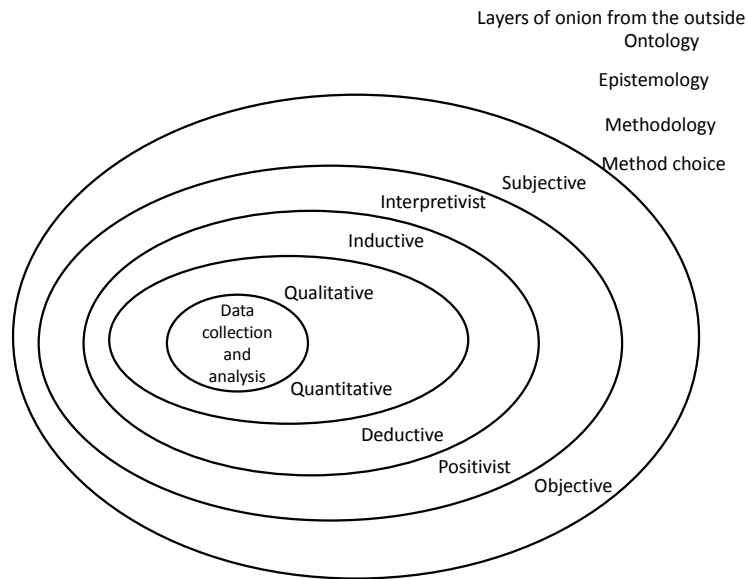 Layers of onion from the outside
Ontology
Epistemology
Methodology
Method choice
Subjective
Interpretivist
Inductive
Qualitative
Data
collection
and
analysis
Quantitative
Deductive
Positivist
Objective